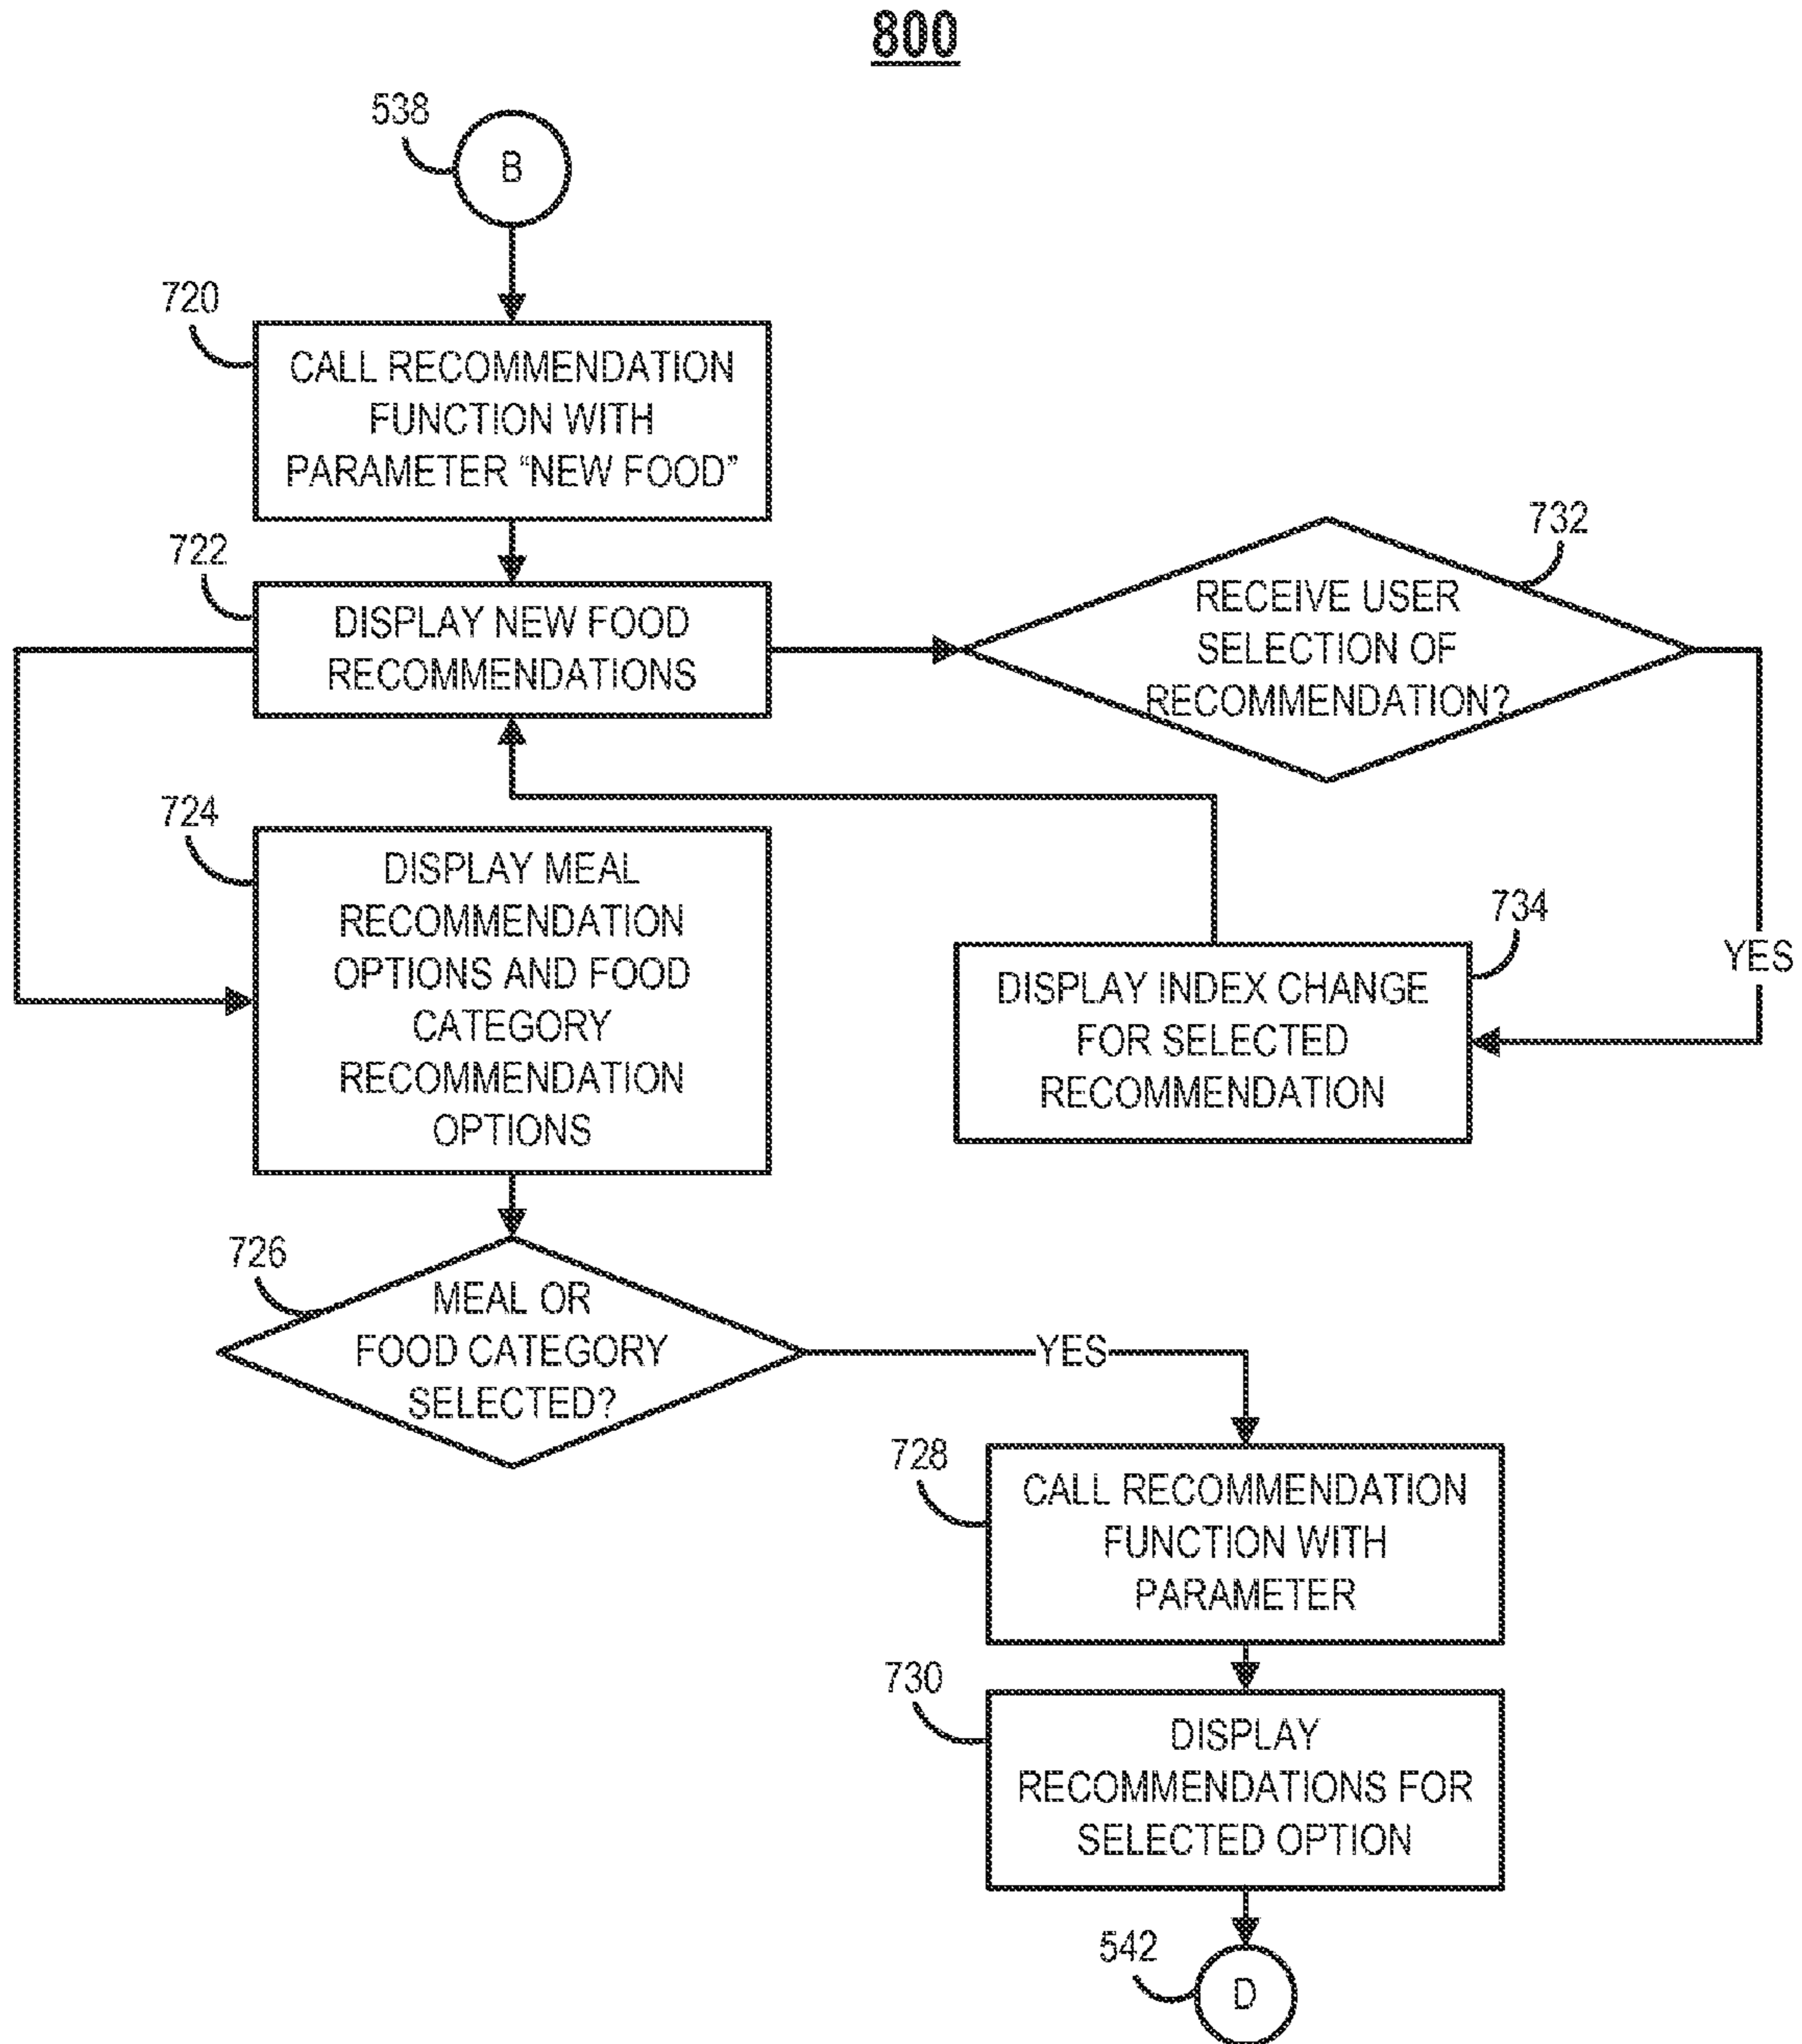 800
538
B
720
CALL RECOMMENDATION
FUNCTION WITH
PARAMETER “NEW FOOD”
722
DISPLAY NEW FOOD
RECOMMENDATIONS
732
RECEIVE USER
SELECTION OF
RECOMMENDATION?
724
DISPLAY MEAL
RECOMMENDATION
OPTIONS AND FOOD
CATEGORY
RECOMMENDATION
OPTIONS
734
DISPLAY INDEX CHANGE
FOR SELECTED
RECOMMENDATION
YES
726
MEAL OR
FOOD CATEGORY
SELECTED?
YES
728
CALL RECOMMENDATION
FUNCTION WITH
PARAMETER
730
DISPLAY
RECOMMENDATIONS FOR
SELECTED OPTION
542
D